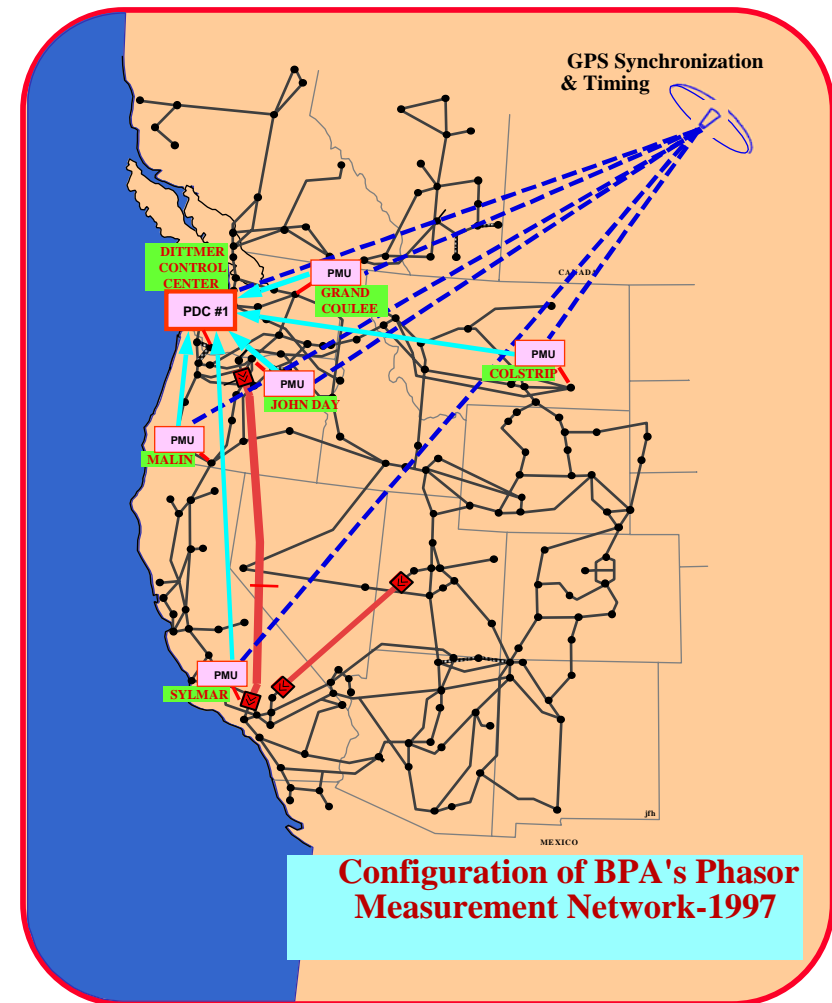 GPS Synchronization
& Timing
DITTMER
CONTROL
CENTER
PDC #1
PMU
GRAND
COULEE
CANADA
PMU
COLSTRIP
PMU
JOHN DAY
PMU
MALIN
PMU
SYLMAR
jfh
MEXICO
Configuration of BPA's Phasor
Measurement Network-1997